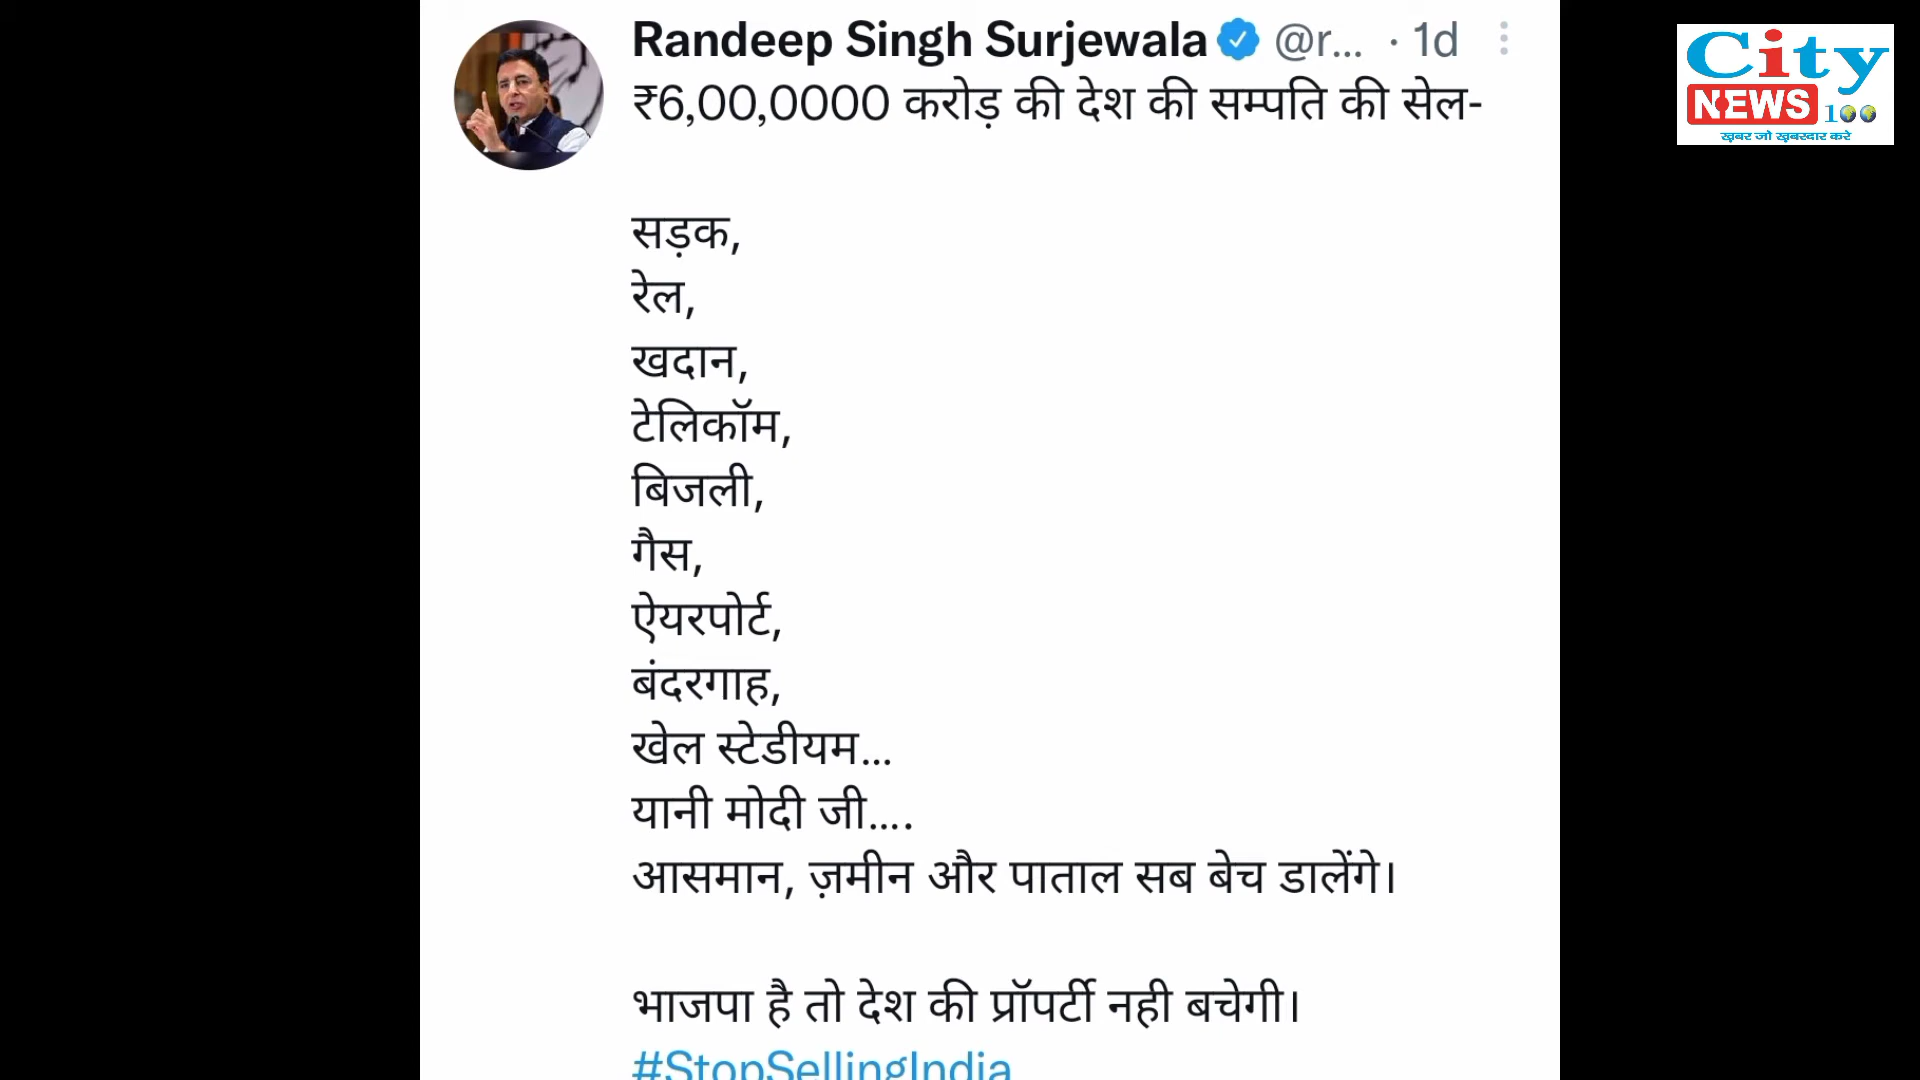 Randeep Singh Surjewala @r... · 1d
₹6,00,0000 करोड़ की देश की सम्पति की सेल-
सड़क,
रेल,
खदान,
टेलिकॉम,
बिजली,
गैस,
ऐयरपोर्ट,
बंदरगाह,
खेल स्टेडीयम...
यानी मोदी जी....
आसमान, ज़मीन और पाताल सब बेच डालेंगे।
भाजपा है तो देश की प्रॉपर्टी नही बचेगी।
#StopSellingIndia
City
NEWS 100
ख़बर जो ख़बरदार करे